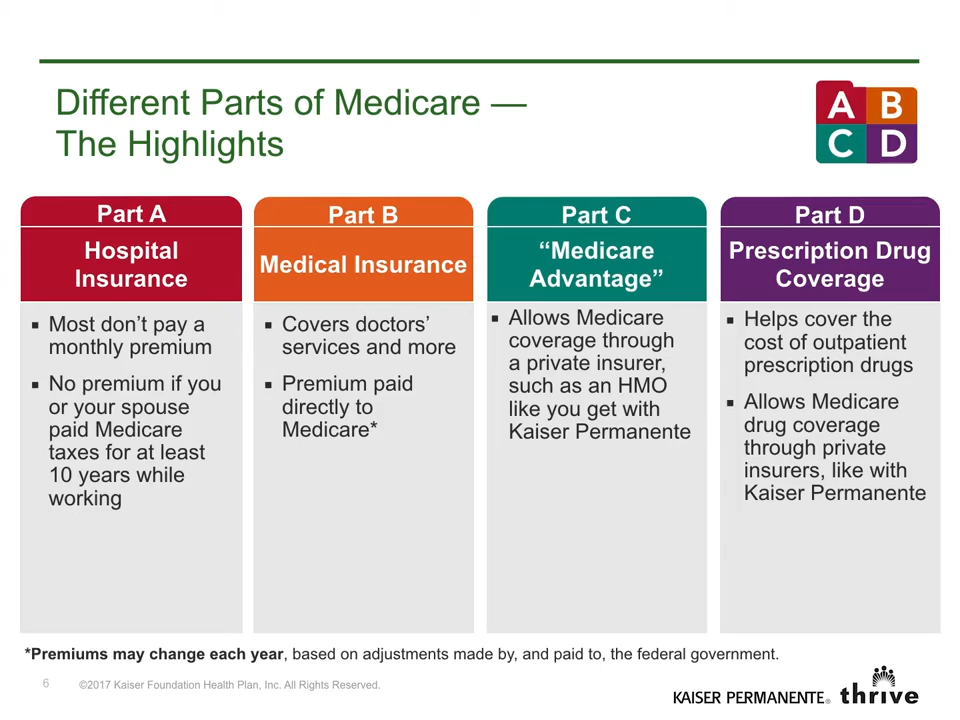 Different Parts of Medicare —
The Highlights
A B
C D
Part A
Hospital
Insurance
▪ Most don’t pay a
monthly premium
▪ No premium if you
or your spouse
paid Medicare
taxes for at least
10 years while
working
Part B
Medical Insurance
▪ Covers doctors’
services and more
▪ Premium paid
directly to
Medicare*
Part C
“Medicare
Advantage”
▪ Allows Medicare
coverage through
a private insurer,
such as an HMO
like you get with
Kaiser Permanente
Part D
Prescription Drug
Coverage
▪ Helps cover the
cost of outpatient
prescription drugs
▪ Allows Medicare
drug coverage
through private
insurers, like with
Kaiser Permanente
*Premiums may change each year, based on adjustments made by, and paid to, the federal government.
6 ©2017 Kaiser Foundation Health Plan, Inc. All Rights Reserved.
KAISER PERMANENTE® thrive